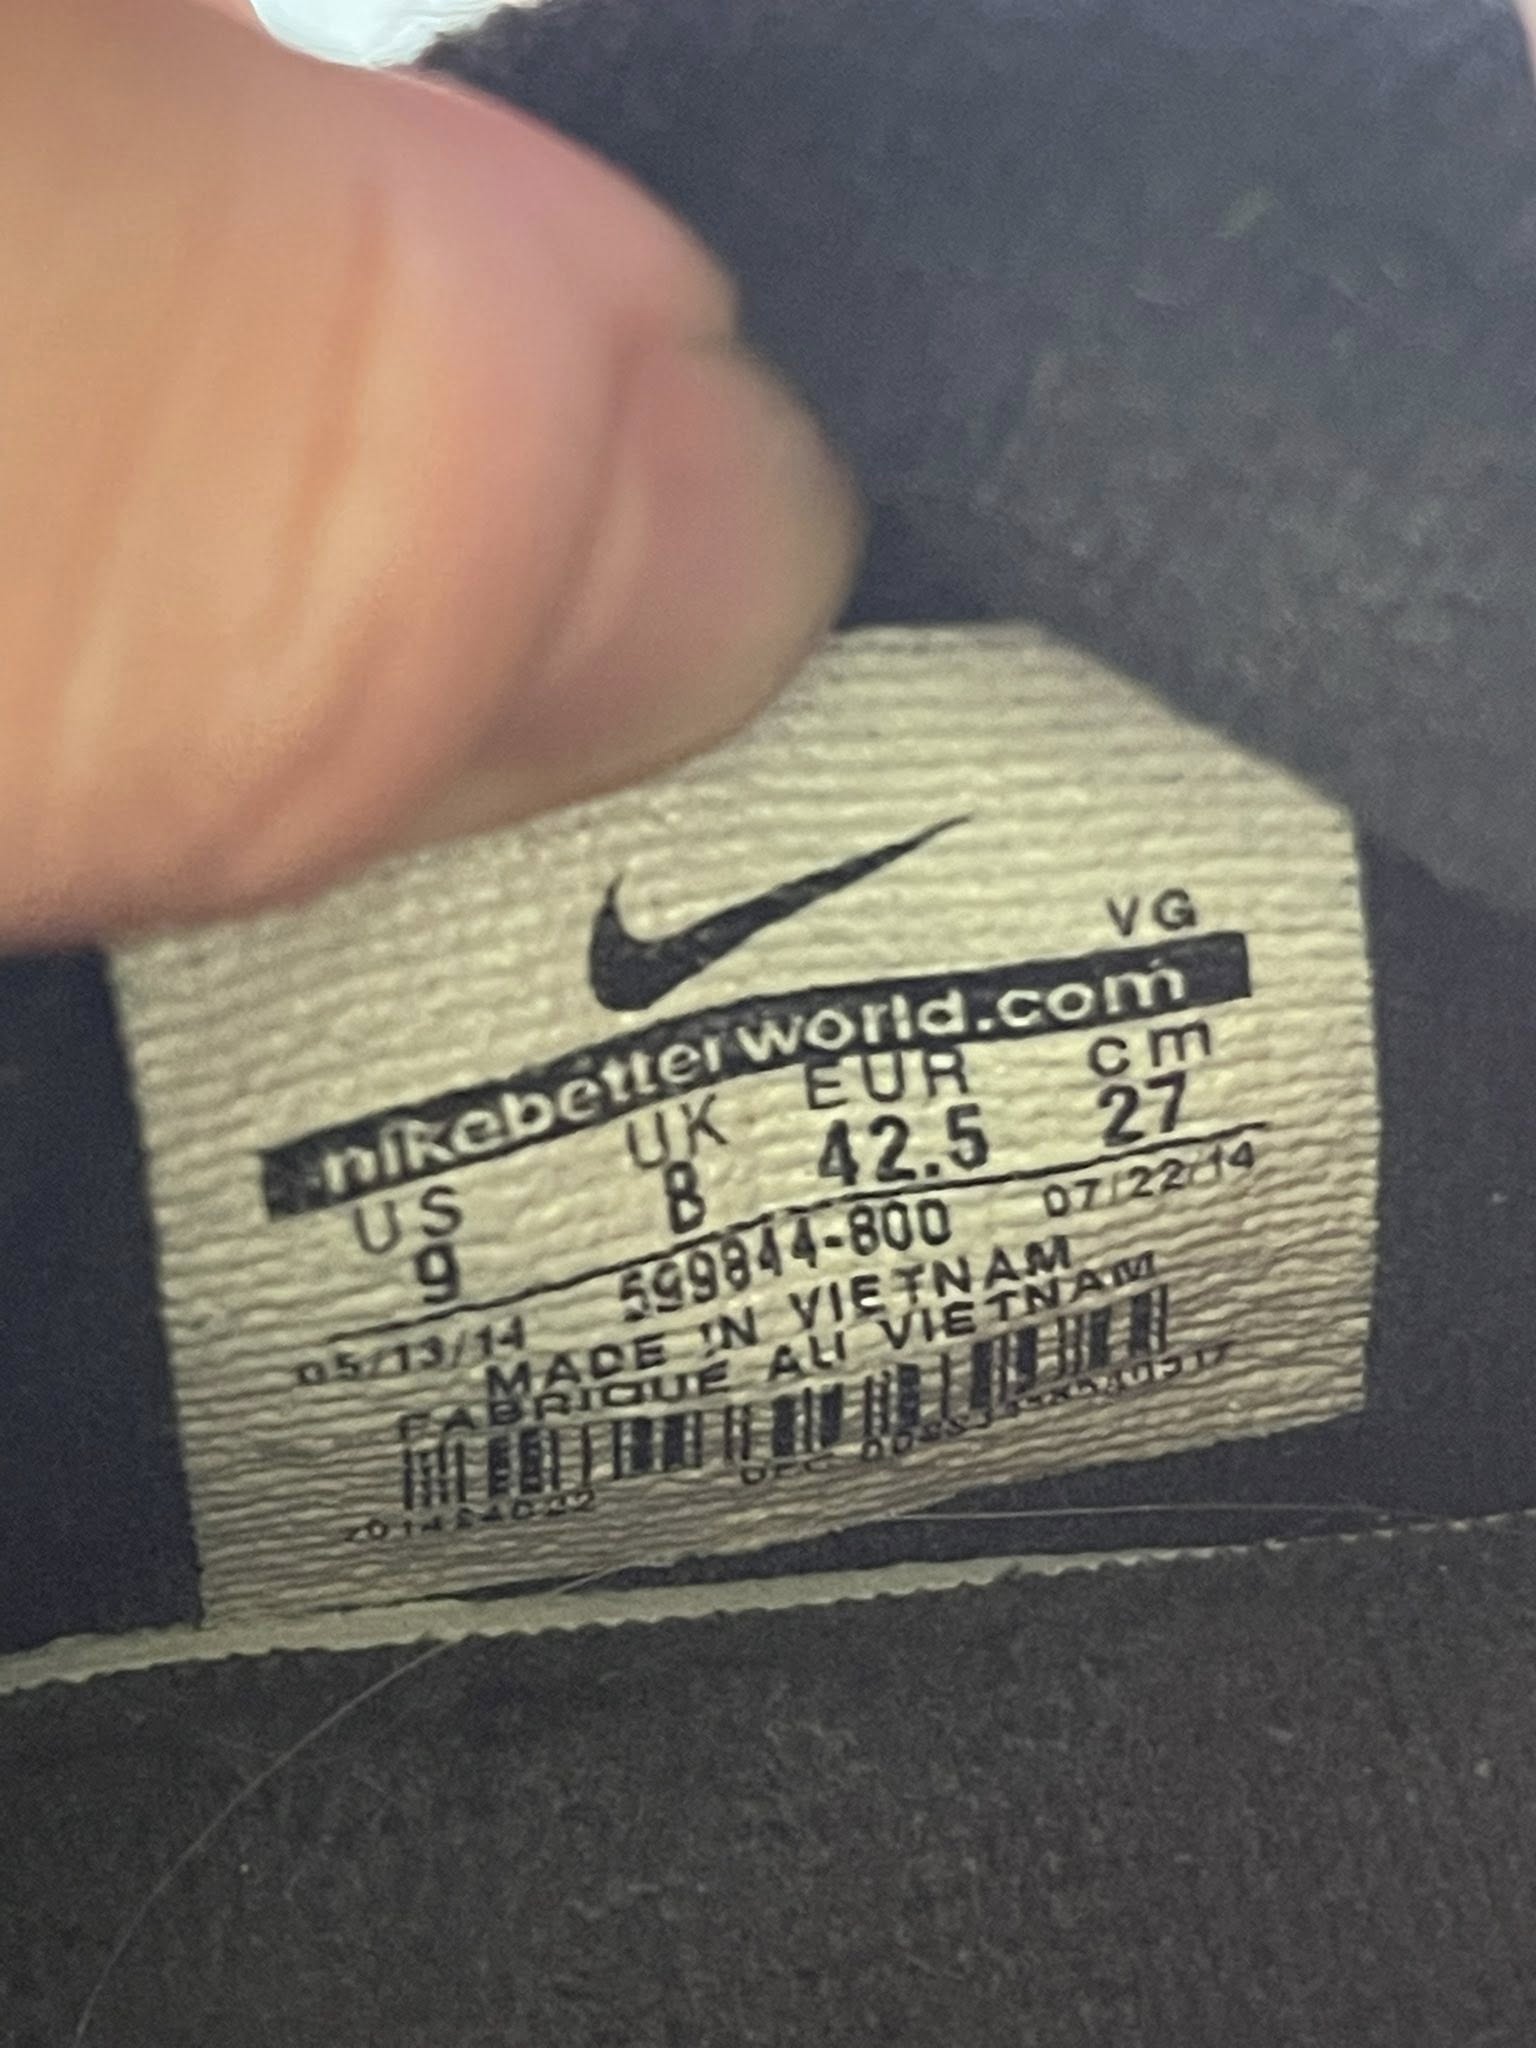 VG
nikebetterworld.com
US UK EUR cm
9 8 42.5 27
05/13/14 599844-800 07/22/14
MADE IN VIETNAM
FABRIQUE AU VIETNAM